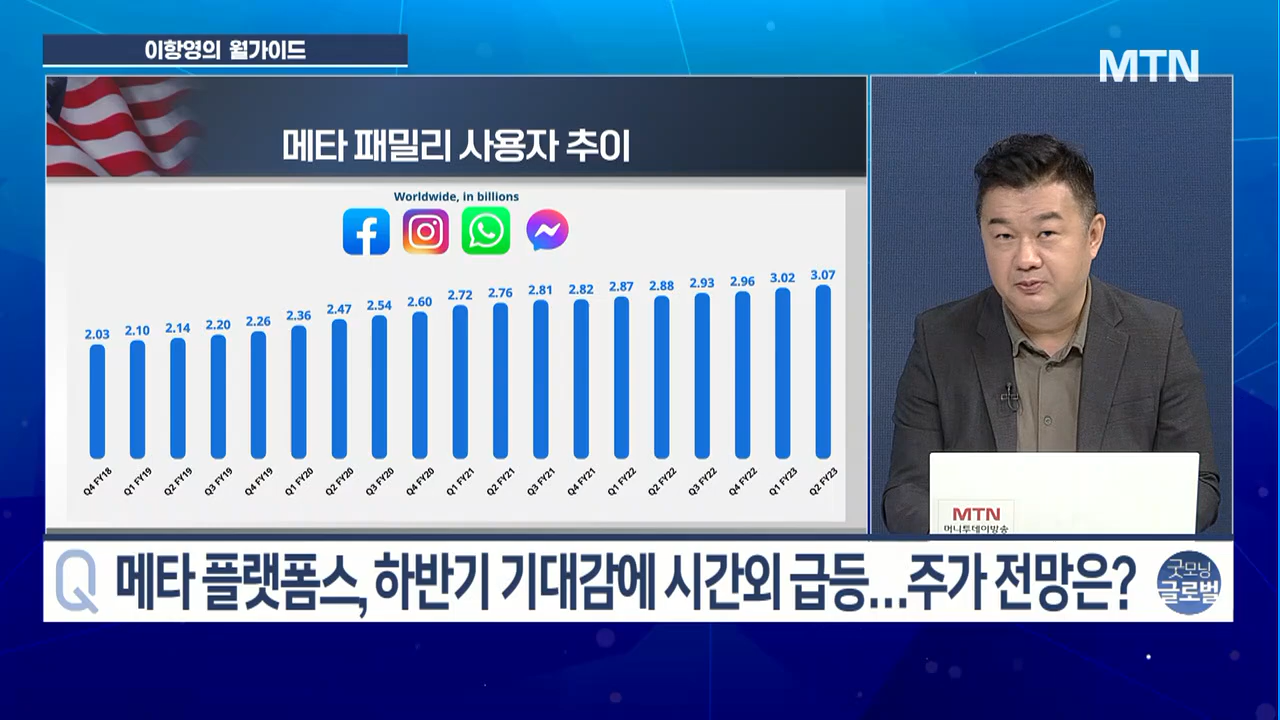 이항영의 월가이드
MTN
메타 패밀리 사용자 추이
Worldwide, in billions
2.03 2.10 2.14 2.20 2.26 2.36 2.47 2.54 2.60 2.72 2.76 2.81 2.82 2.87 2.88 2.93 2.96 3.02 3.07
Q4 FY18 Q1 FY19 Q2 FY19 Q3 FY19 Q4 FY19 Q1 FY20 Q2 FY20 Q3 FY20 Q4 FY20 Q1 FY21 Q2 FY21 Q3 FY21 Q4 FY21 Q1 FY22 Q2 FY22 Q3 FY22 Q4 FY22 Q1 FY23 Q2 FY23
MTN
머니투데이방송
Q 메타 플랫폼스, 하반기 기대감에 시간외 급등...주가 전망은?
굿모닝
글로벌